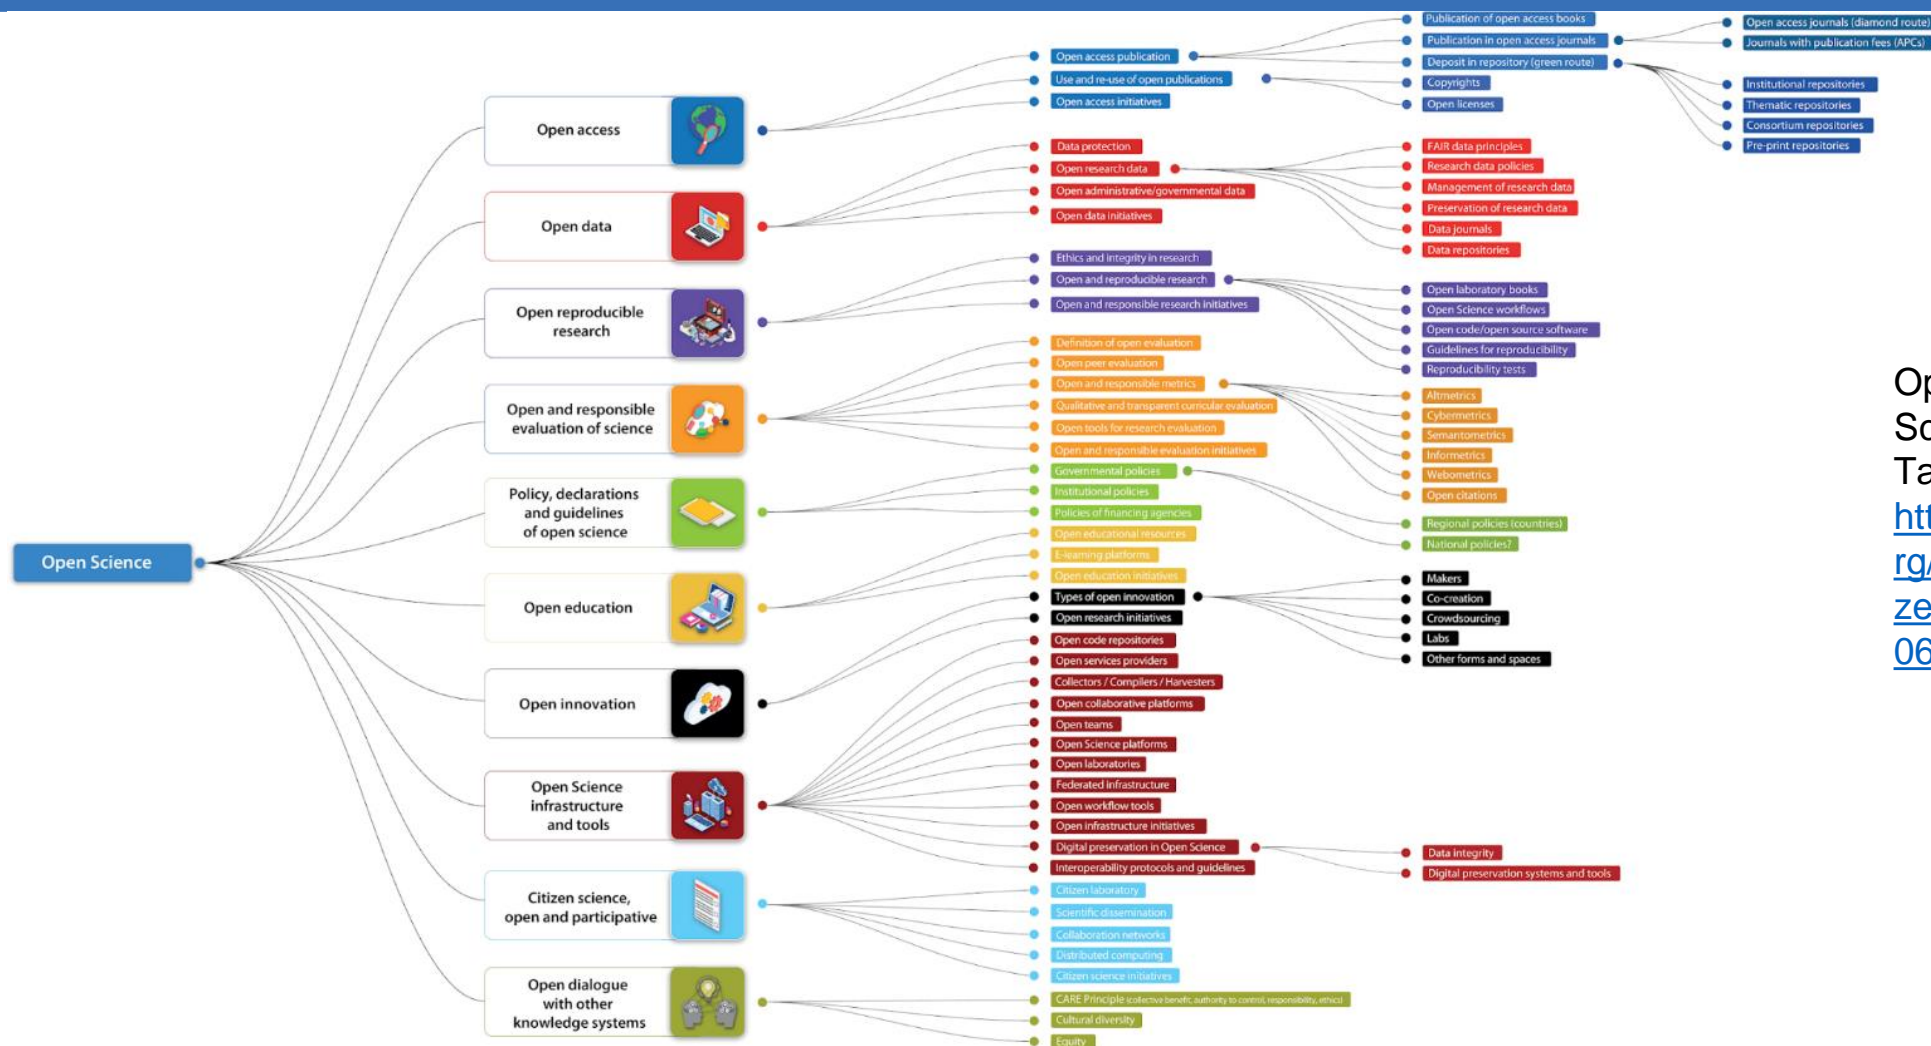 Open Science
Open access
Open data
Open reproducible
research
Open and responsible
evaluation of science
Policy, declarations
and guidelines
of open science
Open education
Open innovation
Open Science
infrastructure
and tools
Citizen science,
open and participative
Open dialogue
with other
knowledge systems
Open access publication
Use and re-use of open publications
Open access initiatives
Data protection
Open research data
Open administrative/governmental data
Open data initiatives
Ethics and integrity in research
Open and reproducible research
Open and responsible research initiatives
Definition of open evaluation
Open peer evaluation
Open and responsible metrics
Qualitative and transparent curricular evaluation
Open tools for research evaluation
Open and responsible evaluation initiatives
Governmental policies
Institutional policies
Policies of financing agencies
Open educational resources
E-learning platforms
Open education initiatives
Types of open innovation
Open research initiatives
Open code repositories
Open services providers
Collectors / Compilers / Harvesters
Open collaborative platforms
Open teams
Open Science platforms
Open laboratories
Federated infrastructure
Open workflow tools
Open infrastructure initiatives
Digital preservation in Open Science
Interoperability protocols and guidelines
Citizen laboratory
Scientific dissemination
Collaboration networks
Distributed computing
Citizen science initiatives
CARE Principle (collective benefit, authority to control, responsibility, ethics)
Cultural diversity
Equity
Publication of open access books
Publication in open access journals
Deposit in repository (green route)
Copyrights
Open licenses
FAIR data principles
Research data policies
Management of research data
Preservation of research data
Data journals
Data repositories
Open laboratory books
Open Science workflows
Open code/open source software
Guidelines for reproducibility
Reproducibility tests
Altmetrics
Cybermetrics
Semantometrics
Informetrics
Webometrics
Open citations
Regional policies (countries)
National policies?
Makers
Co-creation
Crowdsourcing
Labs
Other forms and spaces
Data integrity
Digital preservation systems and tools
Open access journals (diamond route)
Journals with publication fees (APCs)
Institutional repositories
Thematic repositories
Consortium repositories
Pre-print repositories
Op
Sc
Ta
htt
rg/
ze
06